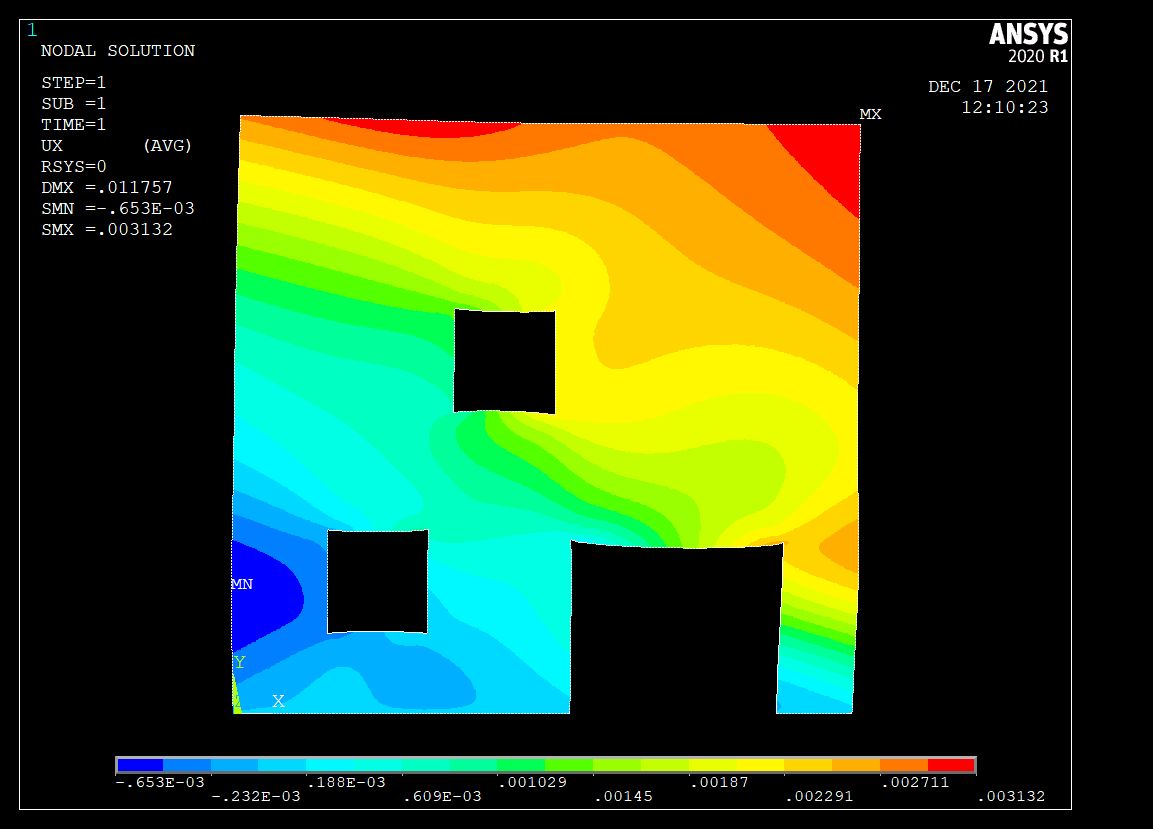 1
ANSYS
2020 R1
NODAL SOLUTION
DEC 17 2021
12:10:23
STEP=1
SUB =1
TIME=1
UX (AVG)
RSYS=0
DMX =.011757
SMN =-.653E-03
SMX =.003132
MX
MN
Y
X
-.653E-03 .188E-03 .001029 .00187 .002711
-.232E-03 .609E-03 .00145 .002291 .003132